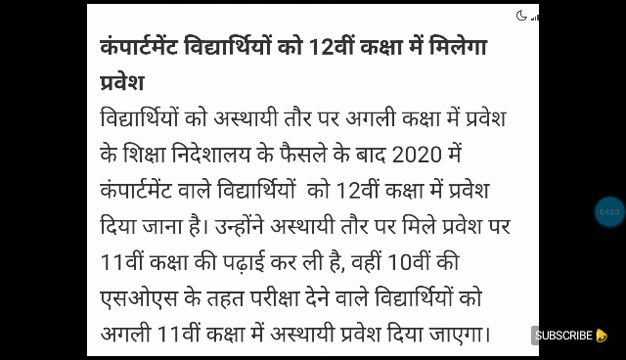 कंपार्टमेंट विद्यार्थियों को 12वीं कक्षा में मिलेगा
प्रवेश
विद्यार्थियों को अस्थायी तौर पर अगली कक्षा में प्रवेश
के शिक्षा निदेशालय के फैसले के बाद 2020 में
कंपार्टमेंट वाले विद्यार्थियों को 12वीं कक्षा में प्रवेश
दिया जाना है। उन्होंने अस्थायी तौर पर मिले प्रवेश पर
11वीं कक्षा की पढ़ाई कर ली है, वहीं 10वीं की
एसओएस के तहत परीक्षा देने वाले विद्यार्थियों को
अगली 11वीं कक्षा में अस्थायी प्रवेश दिया जाएगा।
SUBSCRIBE